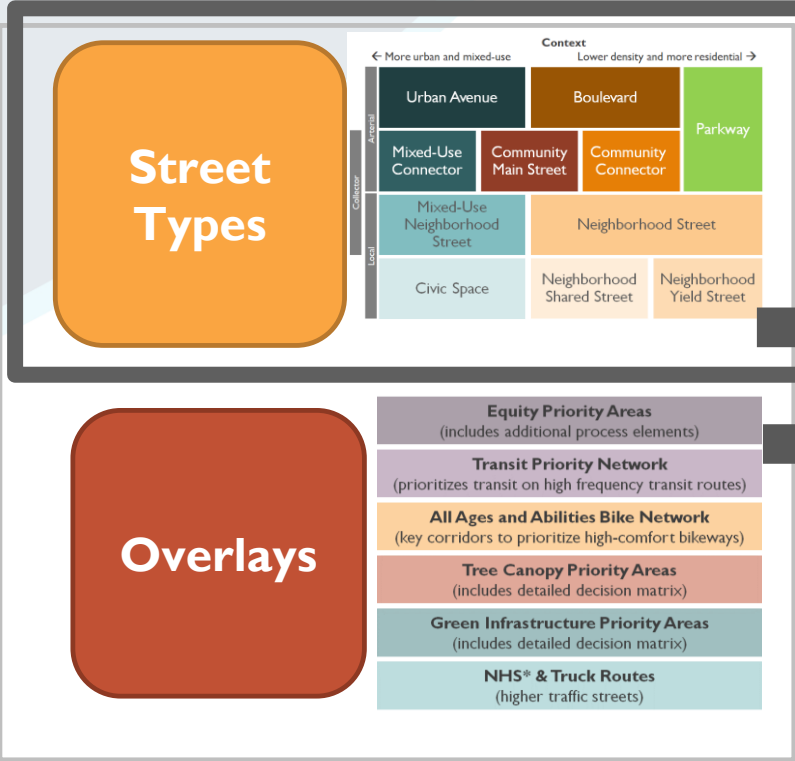 Street
Types
Context
← More urban and mixed-use
Lower density and more residential →
Arterial
Collector
Local
Urban Avenue
Boulevard
Parkway
Mixed-Use
Connector
Community
Main Street
Community
Connector
Mixed-Use
Neighborhood
Street
Neighborhood Street
Civic Space
Neighborhood
Shared Street
Neighborhood
Yield Street
Overlays
Equity Priority Areas
(includes additional process elements)
Transit Priority Network
(prioritizes transit on high frequency transit routes)
All Ages and Abilities Bike Network
(key corridors to prioritize high-comfort bikeways)
Tree Canopy Priority Areas
(includes detailed decision matrix)
Green Infrastructure Priority Areas
(includes detailed decision matrix)
NHS* & Truck Routes
(higher traffic streets)